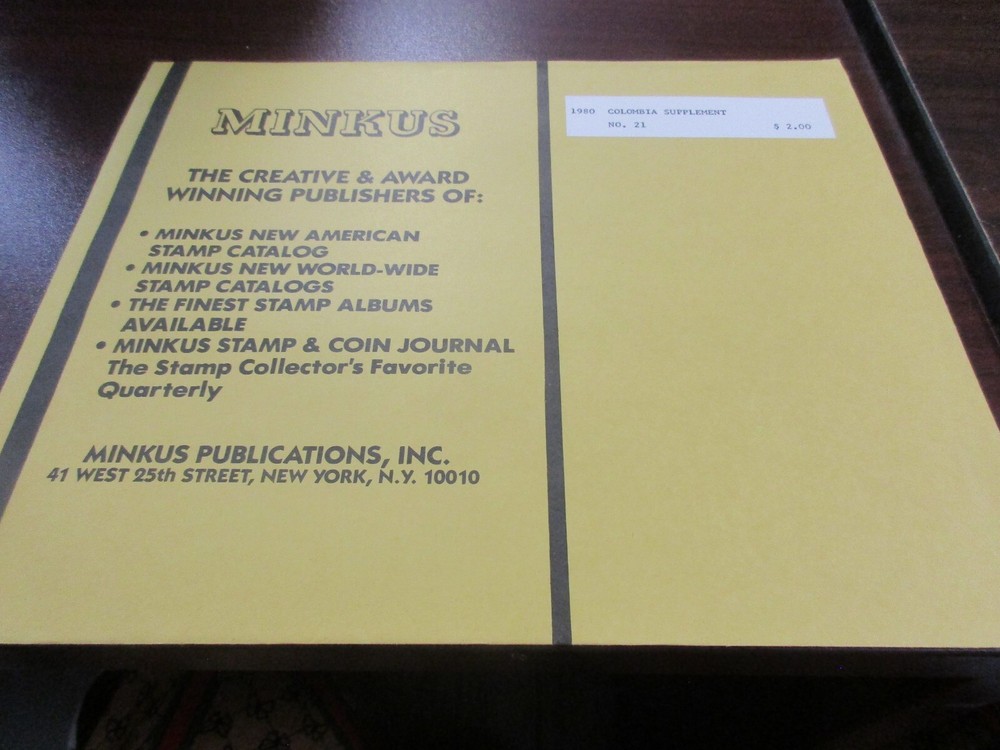 MINKUS
THE CREATIVE & AWARD
WINNING PUBLISHERS OF:
• MINKUS NEW AMERICAN
STAMP CATALOG
• MINKUS NEW WORLD-WIDE
STAMP CATALOGS
• THE FINEST STAMP ALBUMS
AVAILABLE
• MINKUS STAMP & COIN JOURNAL
The Stamp Collector's Favorite
Quarterly
MINKUS PUBLICATIONS, INC.
41 WEST 25th STREET, NEW YORK, N.Y. 10010
1980 COLOMBIA SUPPLEMENT
NO. 21 $ 2.00